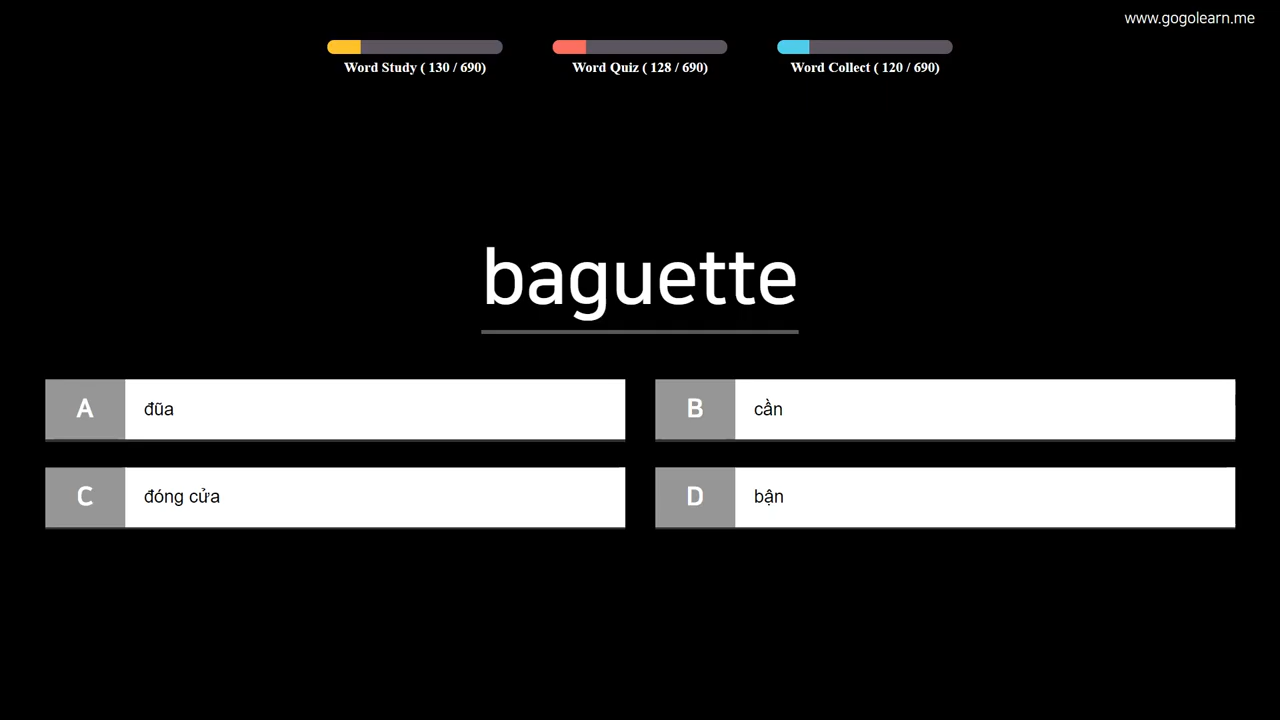 www.gogolearn.me
Word Study ( 130 / 690)
Word Quiz ( 128 / 690)
Word Collect ( 120 / 690)
baguette
A đũa
B cần
C đóng cửa
D bận